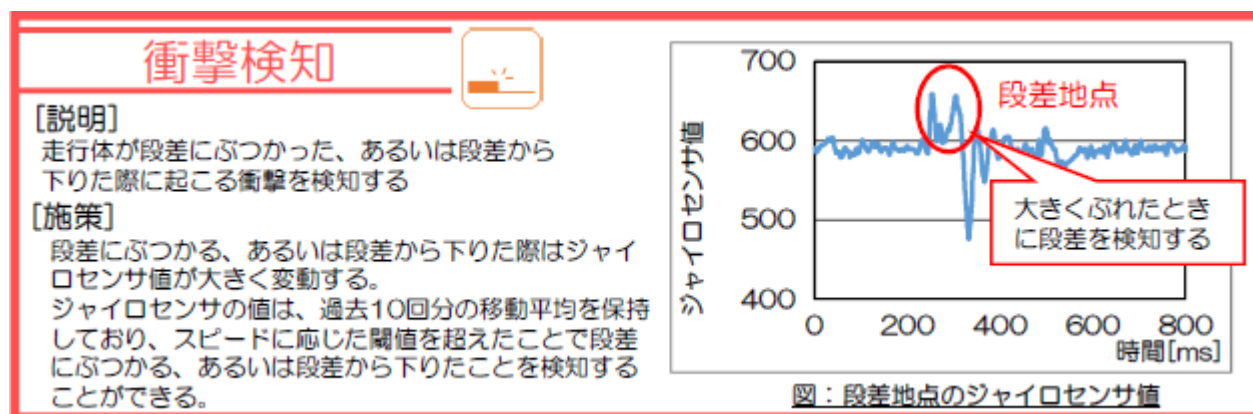 衝撃検知
[説明]
走行体が段差にぶつかった、あるいは段差から
下りた際に起こる衝撃を検知する
[施策]
段差にぶつかる、あるいは段差から下りた際はジャイ
ロセンサ値が大きく変動する。
ジャイロセンサの値は、過去10回分の移動平均を保持
しており、スピードに応じた閾値を超えたことで段差
にぶつかる、あるいは段差から下りたことを検知する
ことができる。
ジャイロセンサ値
700
600
500
400
0 200 400 600 800
時間[ms]
段差地点
大きくぶれたとき
に段差を検知する
図：段差地点のジャイロセンサ値